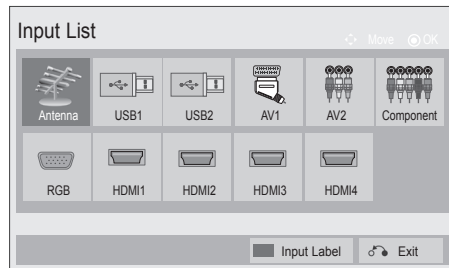 Input List
Move OK
Antenna USB1 USB2 AV1 AV2 Component
RGB HDMI1 HDMI2 HDMI3 HDMI4
Input Label Exit